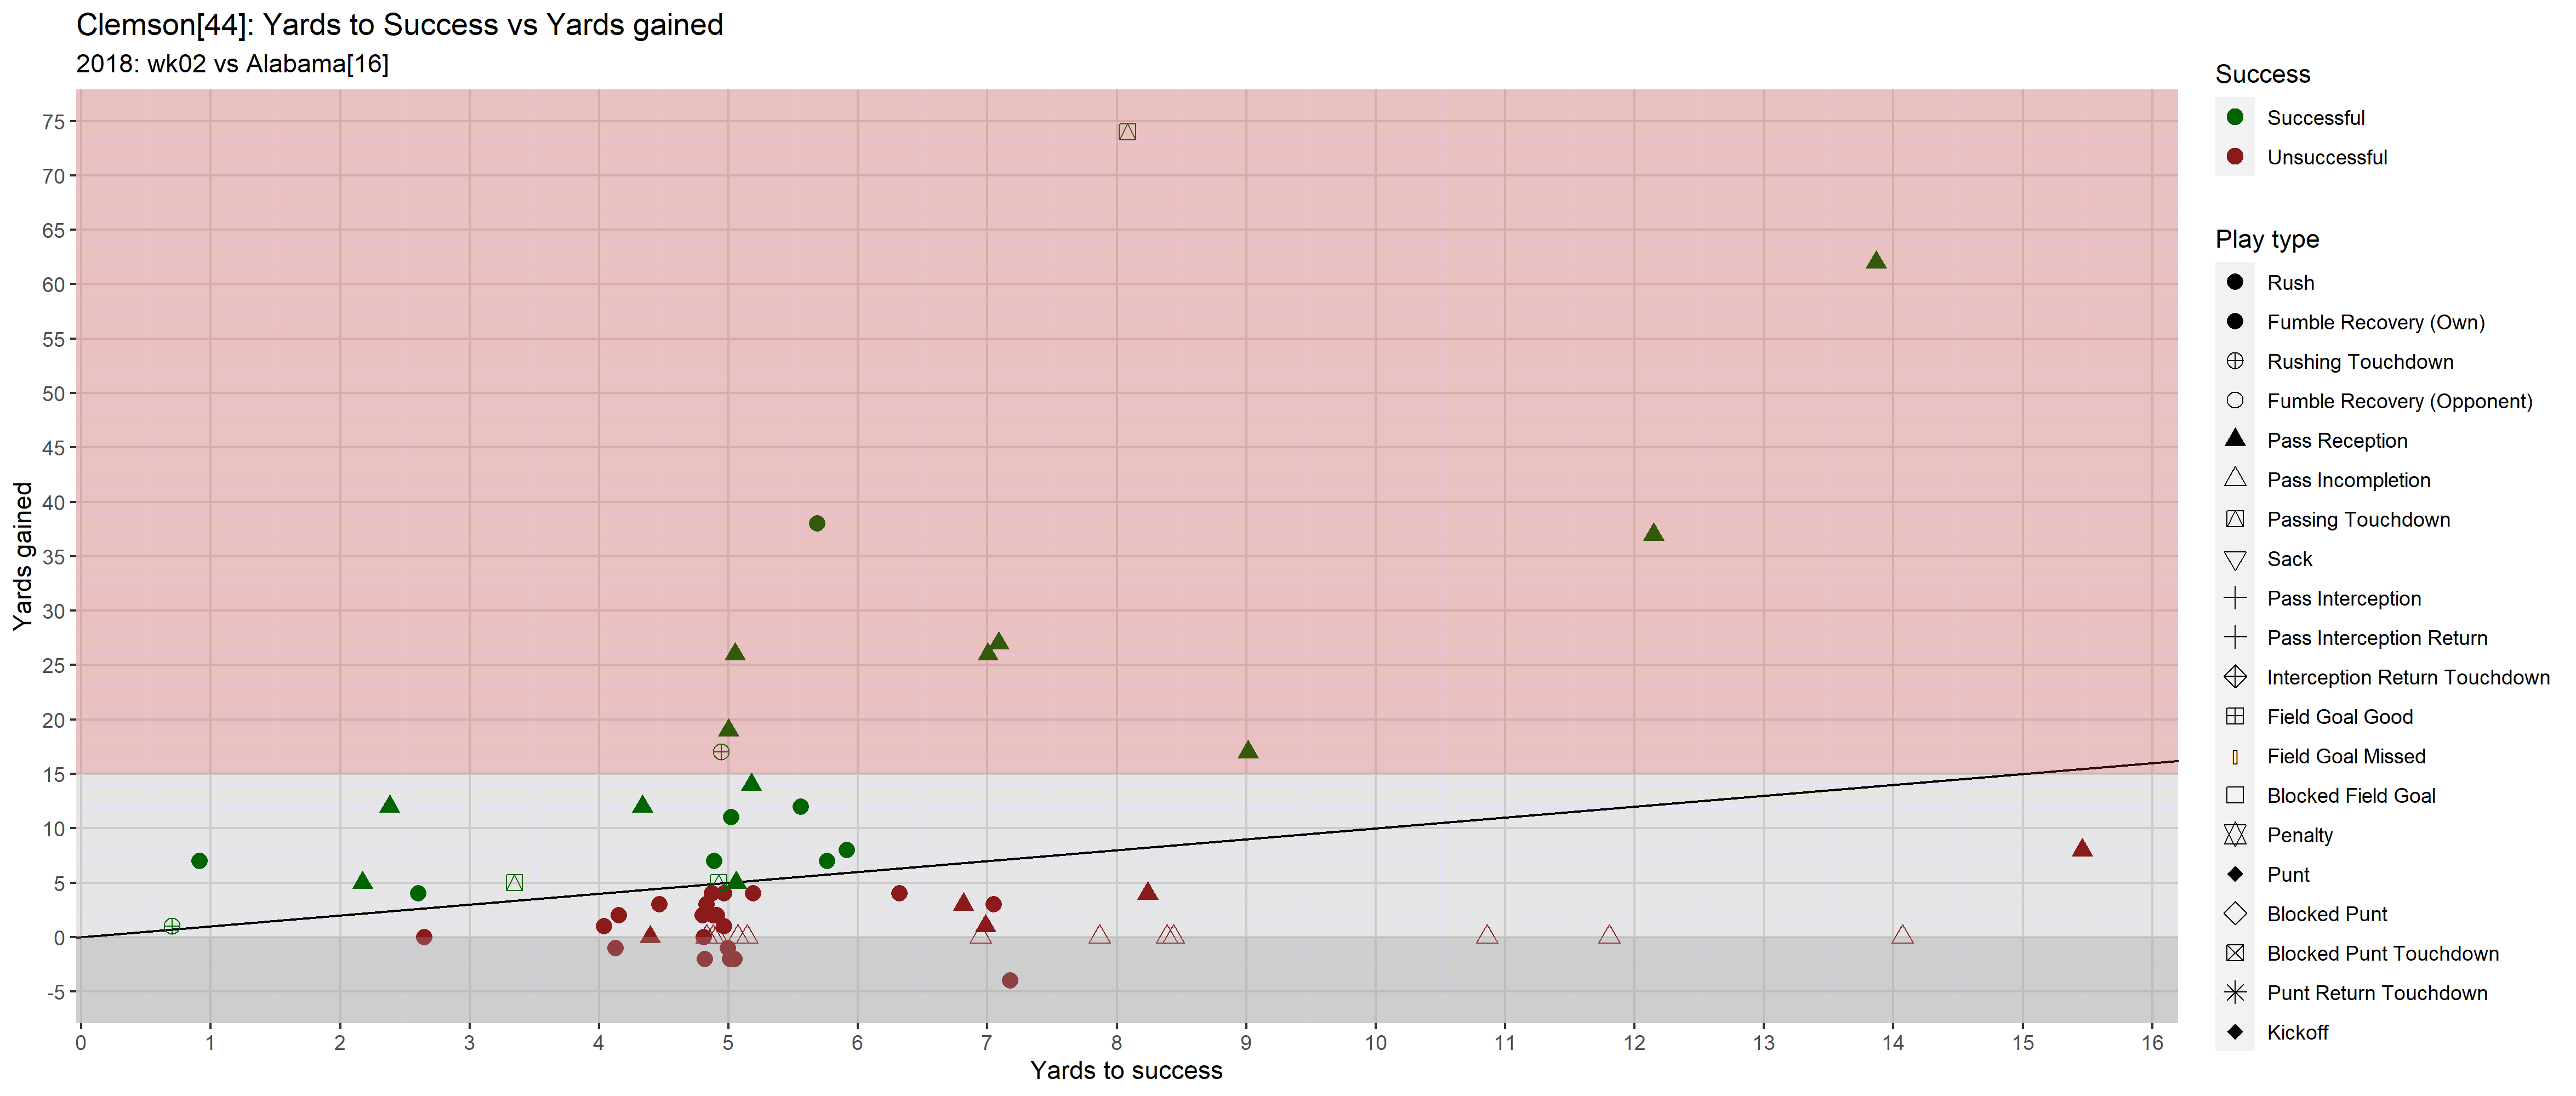 Clemson[44]: Yards to Success vs Yards gained
2018: wk02 vs Alabama[16]
Yards gained
75
70
65
60
55
50
45
40
35
30
25
20
15
10
5
0
-5
0 1 2 3 4 5 6 7 8 9 10 11 12 13 14 15 16
Yards to success
Success
Successful
Unsuccessful
Play type
Rush
Fumble Recovery (Own)
Rushing Touchdown
Fumble Recovery (Opponent)
Pass Reception
Pass Incompletion
Passing Touchdown
Sack
Pass Interception
Pass Interception Return
Interception Return Touchdown
Field Goal Good
Field Goal Missed
Blocked Field Goal
Penalty
Punt
Blocked Punt
Blocked Punt Touchdown
Punt Return Touchdown
Kickoff